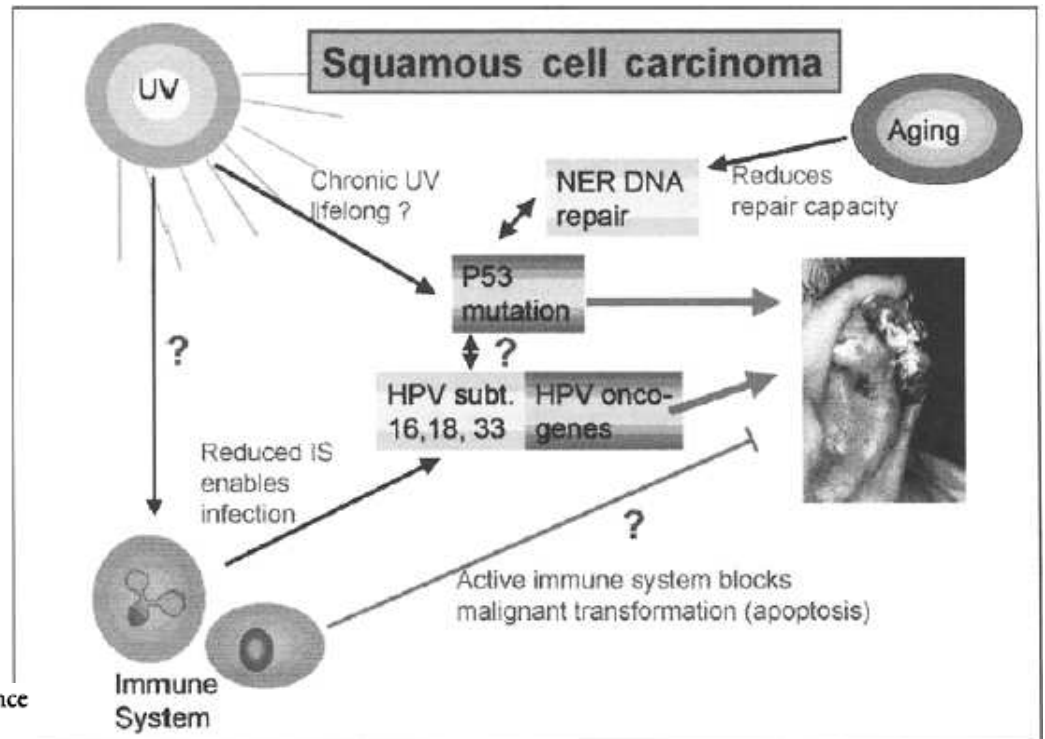 Squamous cell carcinoma
UV
Aging
Chronic UV
lifelong ?
NER DNA
repair
Reduces
repair capacity
P53
mutation
?
?
HPV subt.
16,18, 33
HPV onco-
genes
Reduced IS
enables
infection
?
Active immune system blocks
malignant transformation (apoptosis)
Immune
System